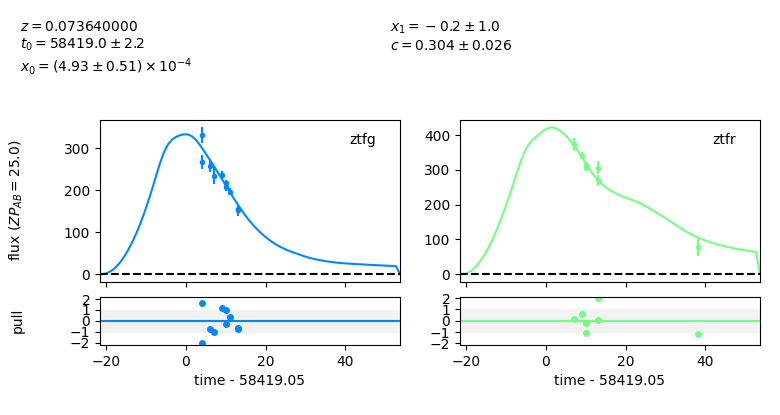 z = 0.073640000
t₀ = 58419.0 ± 2.2
x₀ = (4.93 ± 0.51) × 10⁻⁴
x₁ = −0.2 ± 1.0
c = 0.304 ± 0.026
flux (ZP_AB = 25.0)
300
200
100
0
ztfg
400
300
200
100
0
ztfr
pull
2
1
0
−1
−2
−20
0
20
40
time - 58419.05
2
1
0
−1
−2
−20
0
20
40
time - 58419.05